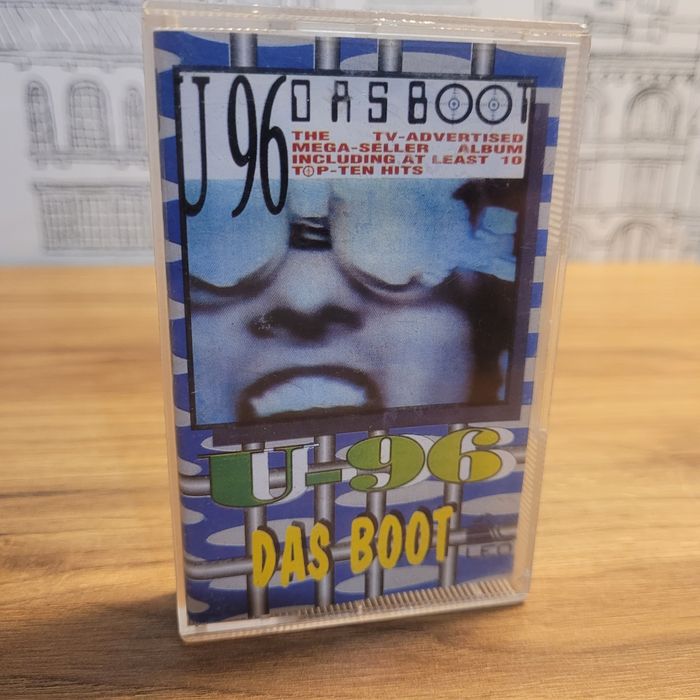 U 96 DAS BOOT
THE TV-ADVERTISED
MEGA-SELLER ALBUM
INCLUDING AT LEAST 10
TOP-TEN HITS
U-96
DAS BOOT
LEO